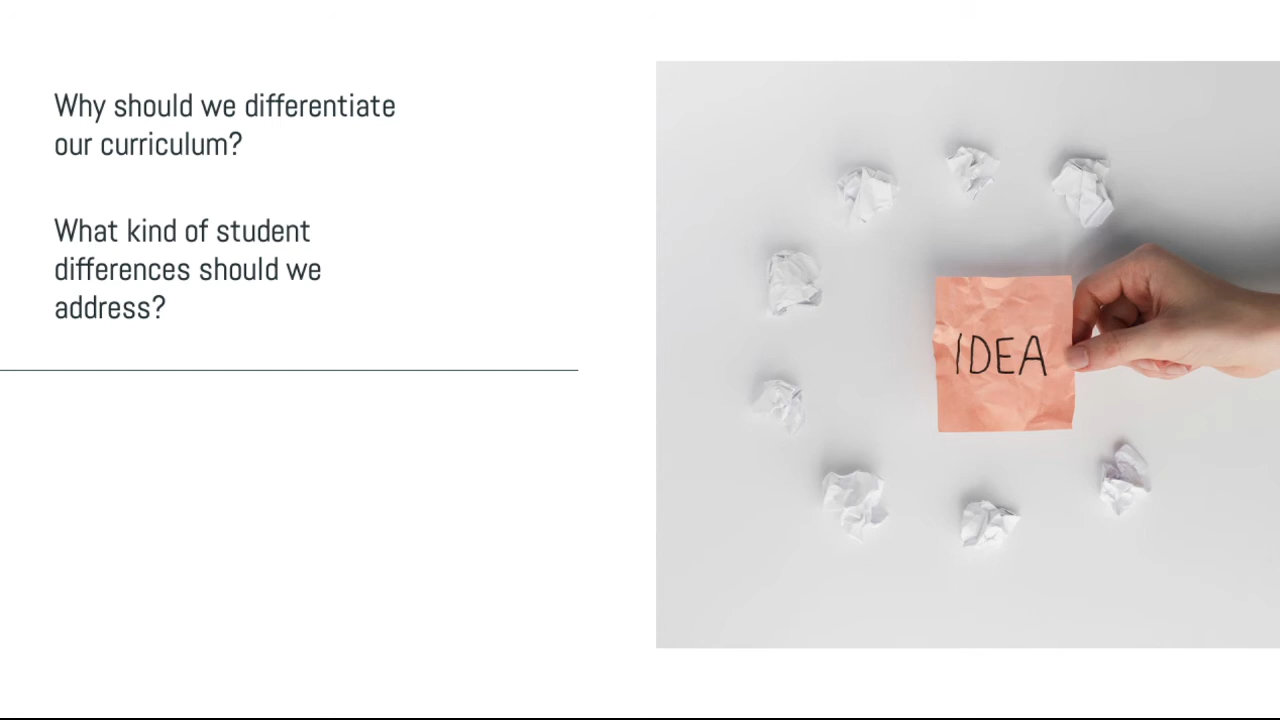 Why should we differentiate
our curriculum?
What kind of student
differences should we
address?
IDEA